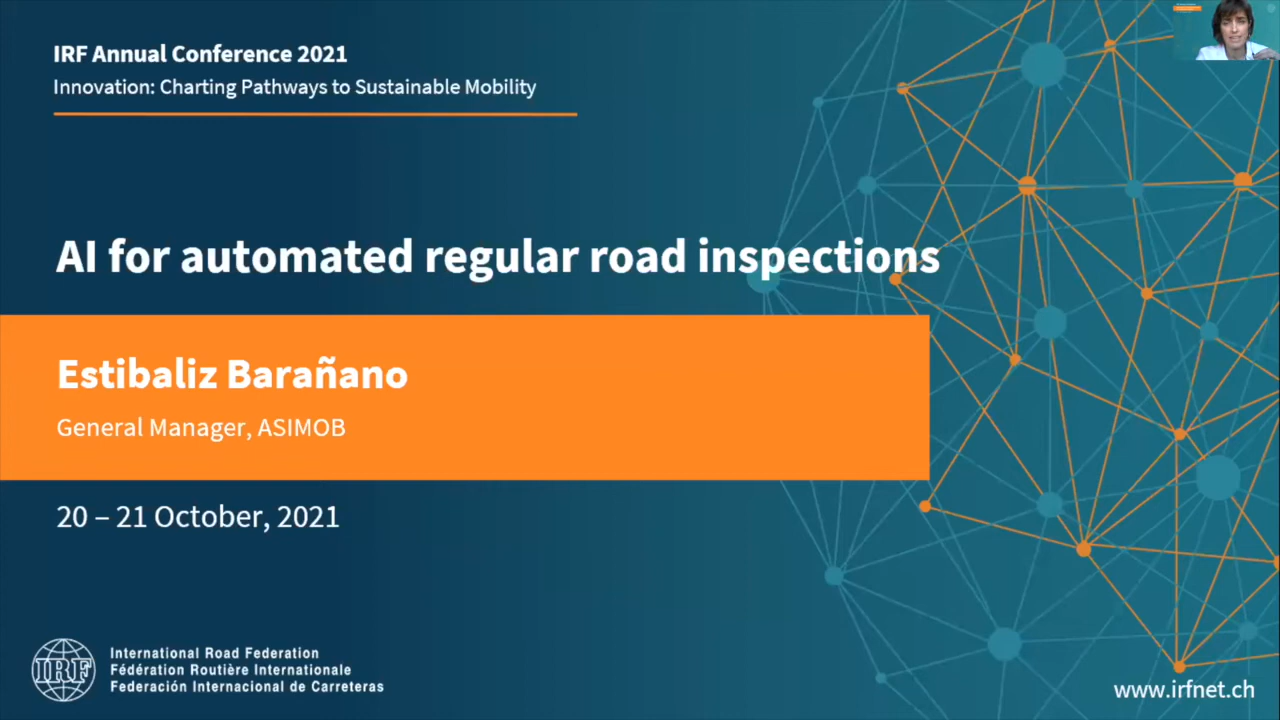 IRF Annual Conference 2021
Innovation: Charting Pathways to Sustainable Mobility
AI for automated regular road inspections
Estibaliz Barañano
General Manager, ASIMOB
20 – 21 October, 2021
IRF
International Road Federation
Fédération Routière Internationale
Federación Internacional de Carreteras
www.irfnet.ch